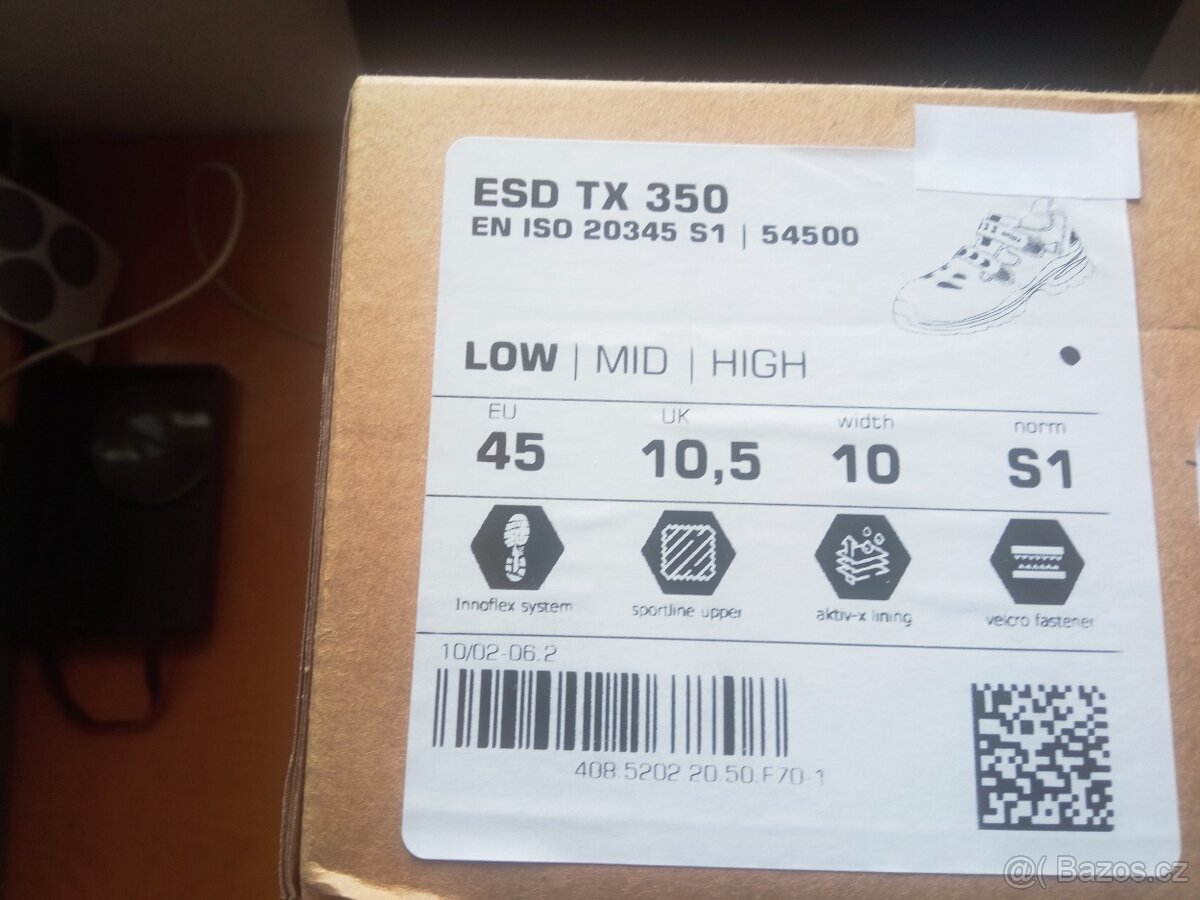 ESD TX 350
EN ISO 20345 S1 | 54500
LOW | MID | HIGH
EU UK width norm
45 10,5 10 S1
Innoflex system sportline upper aktiv-x lining velcro fastener
10/02-06.2
408.5202.20.50.F70-1
@( Bazos.cz